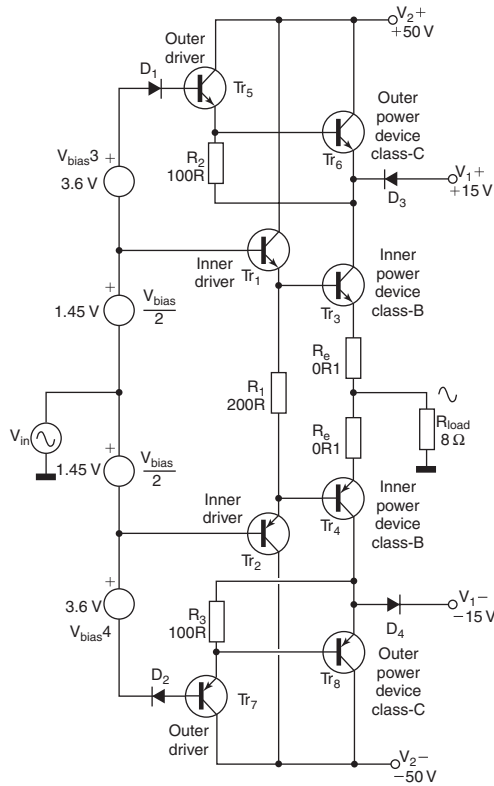 V2+
+50 V
Outer
driver
D1
Tr5
Outer
power
device
class-C
Vbias3
3.6 V
+
R2
100R
Tr6
V1+
+15 V
D3
Inner
driver
Tr1
Inner
power
device
class-B
Tr3
+
1.45 V
Vbias
2
Re
0R1
R1
200R
Vin
Re
0R1
Rload
8 Ω
+
1.45 V
Vbias
2
Inner
driver
Tr2
Tr4
Inner
power
device
class-B
+
3.6 V
Vbias4
R3
100R
D4
V1−
−15 V
D2
Tr7
Outer
driver
Tr8
Outer
power
device
class-C
V2−
−50 V